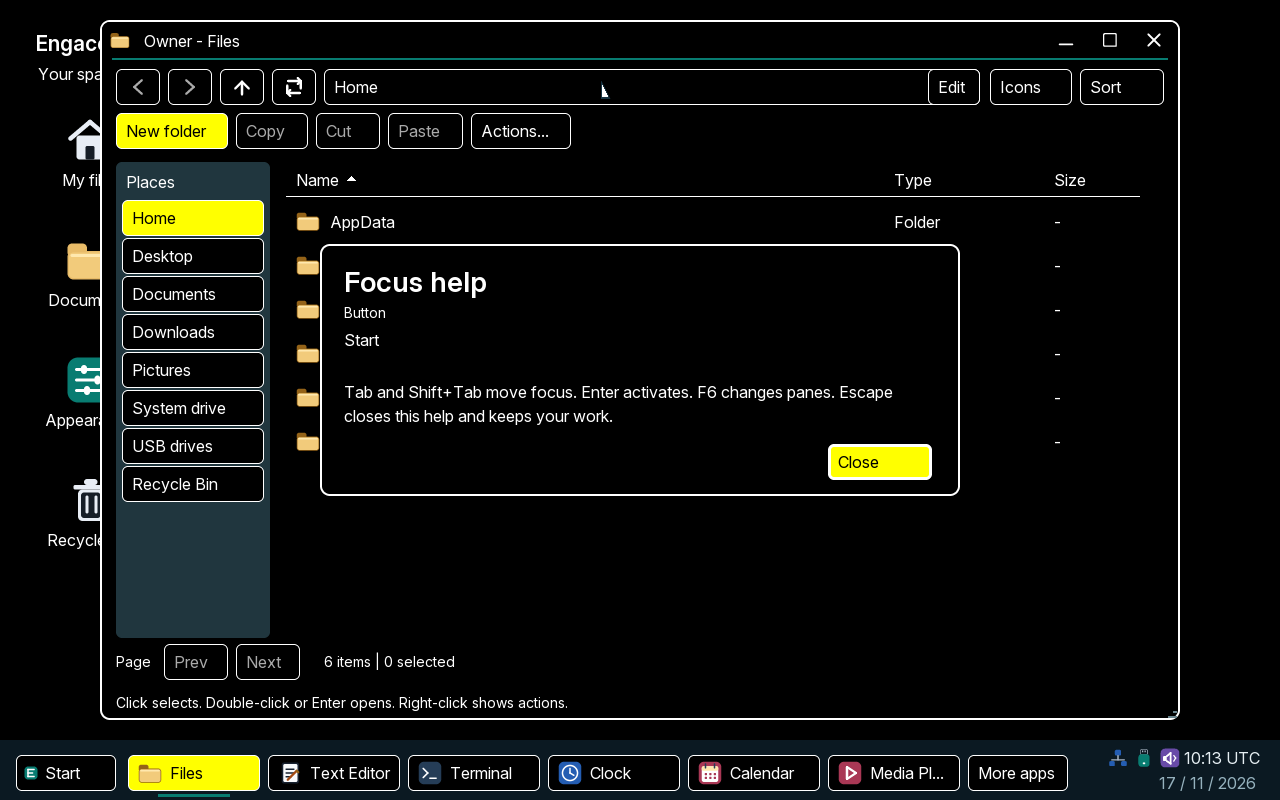 Engac
Your spa
My fil
Docum
Appear
Recycle
Owner - Files
Home
Edit
Icons
Sort
New folder
Copy
Cut
Paste
Actions...
Places
Home
Desktop
Documents
Downloads
Pictures
System drive
USB drives
Recycle Bin
Name Type Size
AppData Folder -
-
-
-
-
-
Focus help
Button
Start
Tab and Shift+Tab move focus. Enter activates. F6 changes panes. Escape
closes this help and keeps your work.
Close
Page Prev Next 6 items | 0 selected
Click selects. Double-click or Enter opens. Right-click shows actions.
Start
Files
Text Editor
Terminal
Clock
Calendar
Media Pl...
More apps
10:13 UTC
17 / 11 / 2026